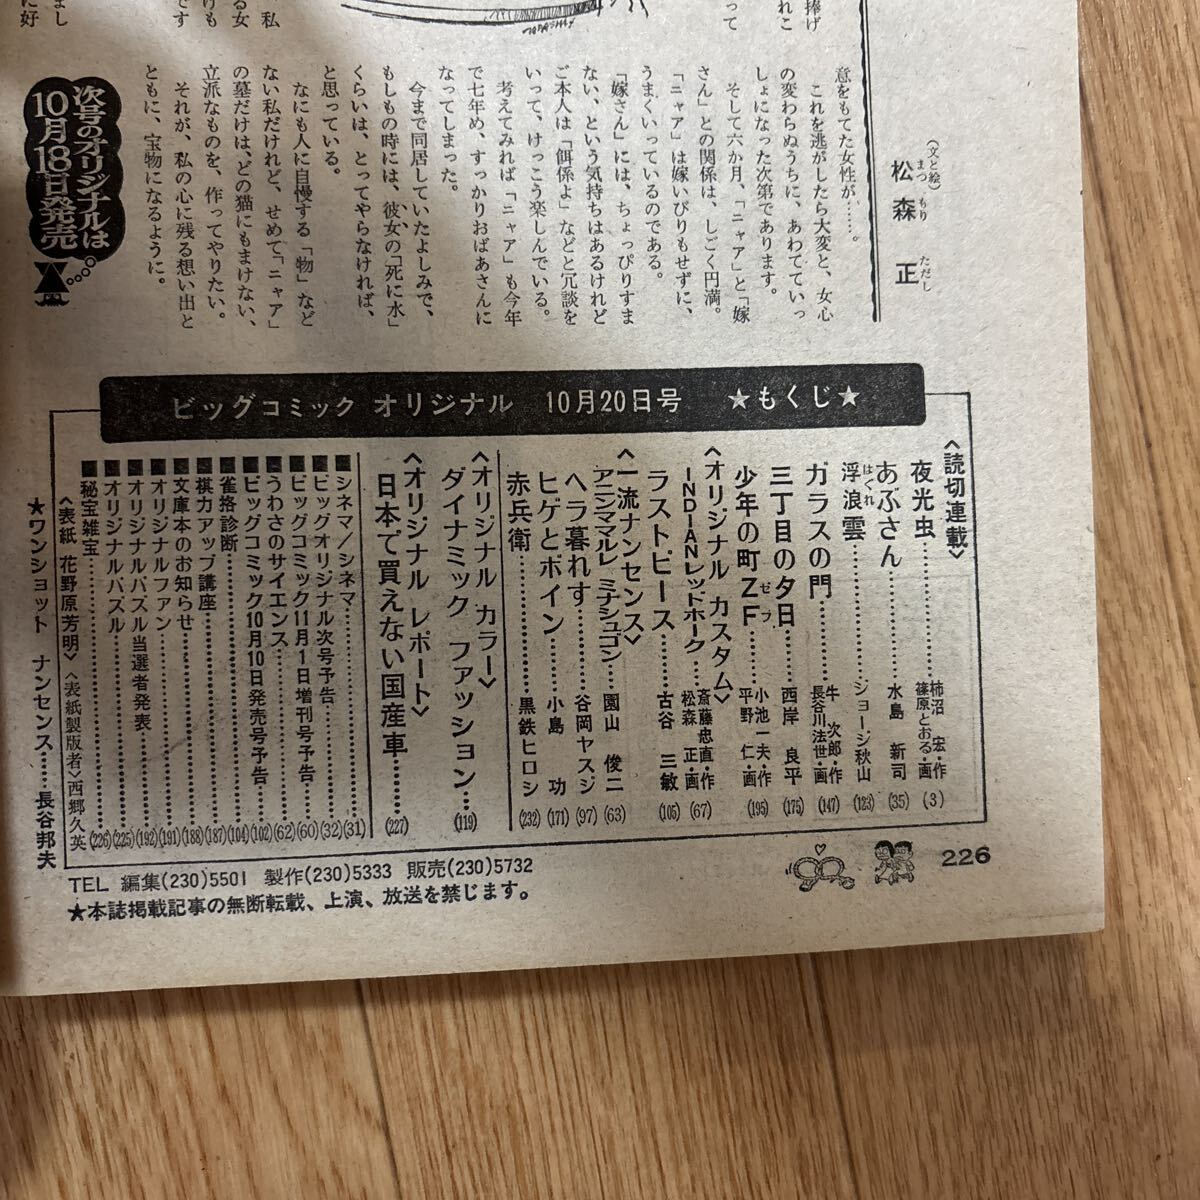 捧げ
れこ
って
私
る女
けも
です
まし
に好
意をもてた女性が……。
これを逃がしたら大変と、女心
の変わらぬうちに、あわてていっ
しょになった次第であります。
そして六か月、「ニャア」と「嫁
さん」との関係は、しごく円満。
「ニャア」は嫁いびりもせずに、
うまくいっているのである。
「嫁さん」には、ちょっぴりすま
ない、という気持ちはあるけれど
ご本人は「餌係よ」などと冗談を
いって、けっこう楽しんでいる。
考えてみれば「ニャア」も今年
で七年め、すっかりおばあさんに
なってしまった。
今まで同居していたよしみで、
もしもの時には、彼女の「死に水」
くらいは、とってやらなければ、
と思っている。
なにも人に自慢する「物」など
ない私だけれど、せめて「ニャア」
の墓だけは、どの猫にもまけない、
立派なものを、作ってやりたい。
それが、私の心に残る想い出と
ともに、宝物になるように。
〈文と絵〉
松森 正
まつ もり ただし
次号のオリジナルは
10月18日発売
ビッグコミック オリジナル 10月20日号 ★もくじ★
〈読切連載〉
夜光虫……柿沼 宏・作 篠原とおる・画 (3)
あぶさん……水島 新司 (35)
浮浪雲……ジョージ秋山 (123)
はぐれ
ガラスの門……牛 次郎・作 長谷川法世・画 (147)
三丁目の夕日……西岸 良平 (175)
少年の町ZF……小池一夫・作 平野 仁・画 (195)
ゼフ
〈オリジナル カスタム〉
INDIANレッドホーク……斎藤忠直・作 松森 正・画 (67)
ラストピース……古谷 三敏 (105)
〈一流ナンセンス〉
アニンマルレ ミナシュゴン……園山 俊二 (63)
ヘラ暮れす……谷岡ヤスジ (97)
ヒゲとボイン……小島 功 (171)
赤兵衛……黒鉄ヒロシ (232)
〈オリジナル カラー〉
ダイナミック ファッション… (119)
〈オリジナル レポート〉
日本で買えない国産車…… (227)
■シネマ/シネマ……(31)
■ビッグオリジナル次号予告……(32)
■ビッグコミック11月1日増刊号予告…(60)
■うわさのサイエンス……(62)
■ビッグコミック10月10日発売号予告…(102)
■雀搭診断……(104)
■棋力アップ講座……(187)
■文庫本のお知らせ……(188)
■オリジナルファン……(191)
■オリジナルパズル当選者発表……(192)
■オリジナルパズル……(225)
■秘宝雑宝……(226)
〈表紙 花野原芳明〉〈表紙製版者〉西郷久英
★ワンショット ナンセンス……長谷邦夫
TEL 編集(230)5501 製作(230)5333 販売(230)5732
★本誌掲載記事の無断転載、上演、放送を禁じます。
226